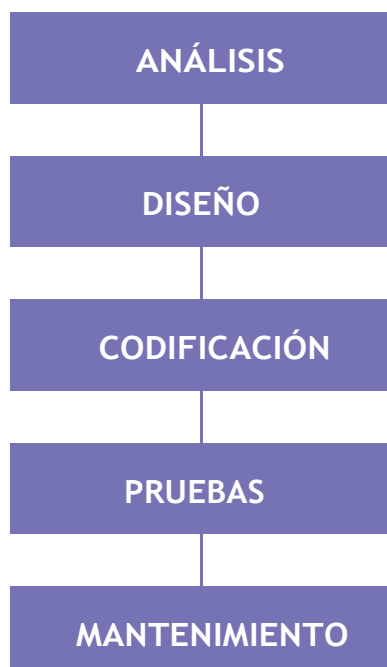 ANÁLISIS
DISEÑO
CODIFICACIÓN
PRUEBAS
MANTENIMIENTO